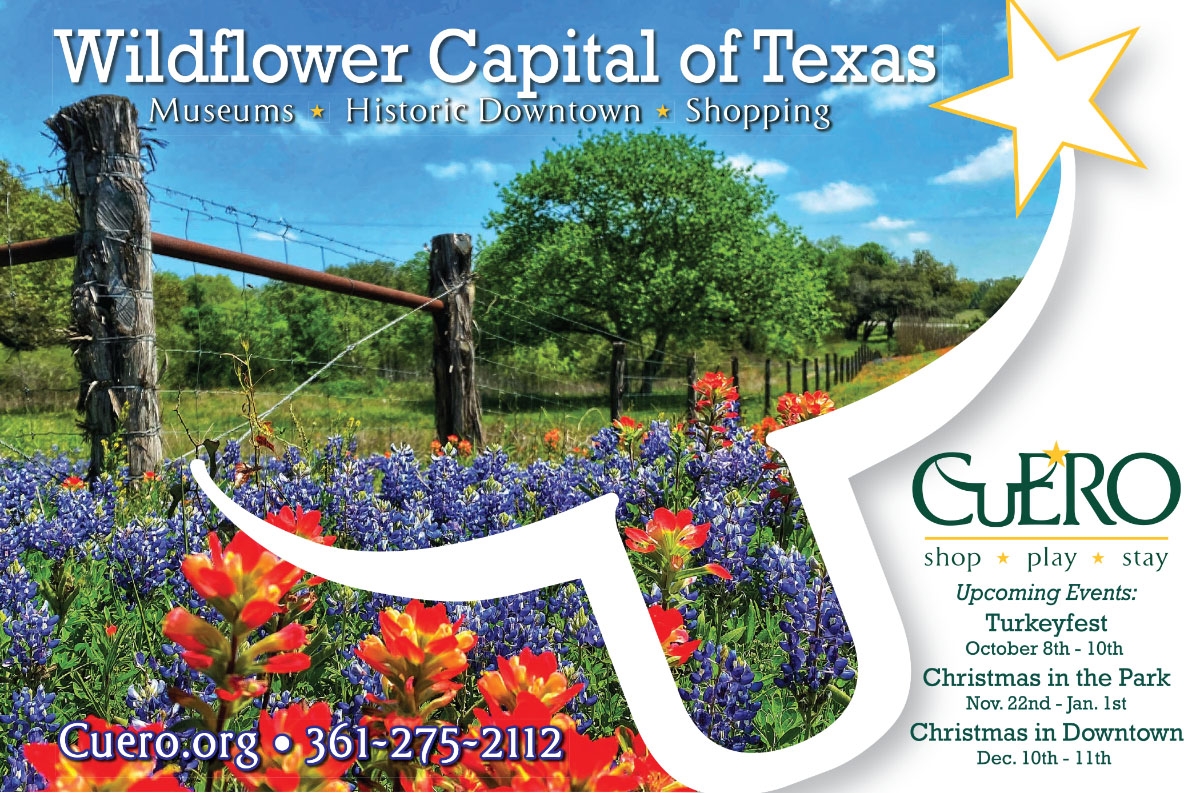 Wildflower Capital of Texas
Museums ★ Historic Downtown ★ Shopping
CUERO
shop ★ play ★ stay
Upcoming Events:
Turkeyfest
October 8th - 10th
Christmas in the Park
Nov. 22nd - Jan. 1st
Christmas in Downtown
Dec. 10th - 11th
Cuero.org • 361-275-2112